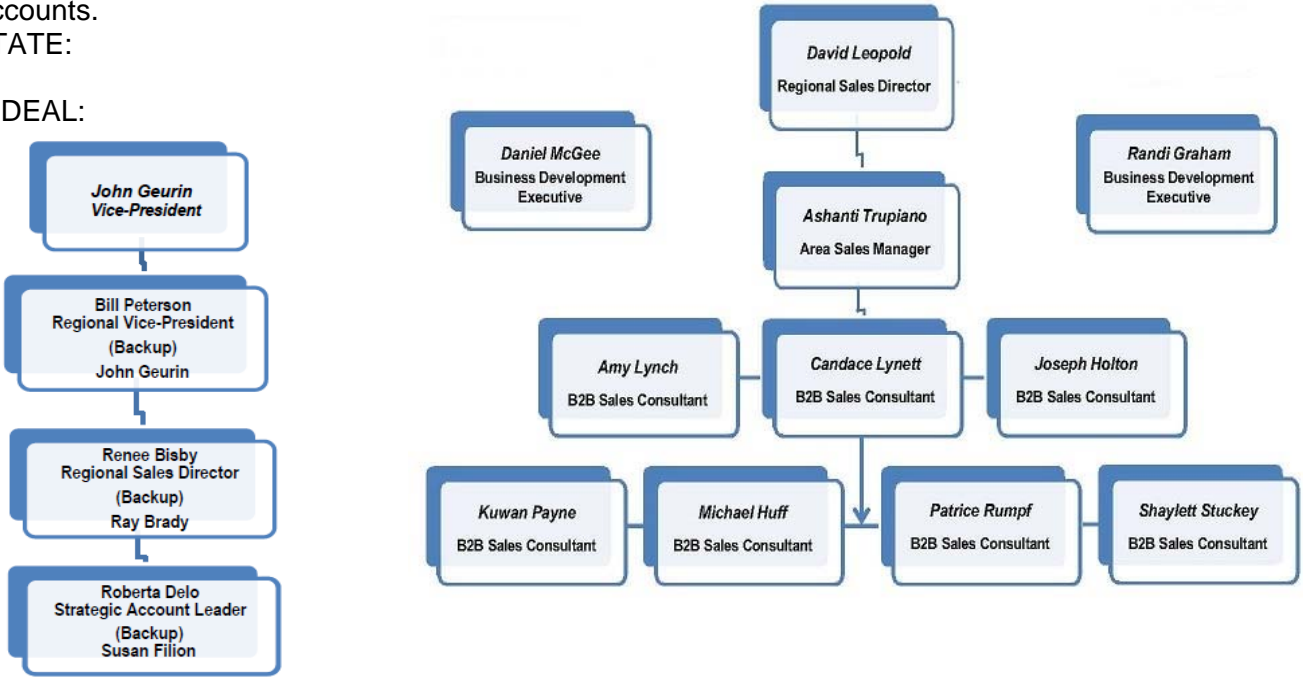 ccounts.
TATE:
DEAL:
John Geurin
Vice-President
Bill Peterson
Regional Vice-President
(Backup)
John Geurin
Renee Bisby
Regional Sales Director
(Backup)
Ray Brady
Roberta Delo
Strategic Account Leader
(Backup)
Susan Filion
David Leopold
Regional Sales Director
Daniel McGee
Business Development
Executive
Randi Graham
Business Development
Executive
Ashanti Trupiano
Area Sales Manager
Amy Lynch
B2B Sales Consultant
Candace Lynett
B2B Sales Consultant
Joseph Holton
B2B Sales Consultant
Kuwan Payne
B2B Sales Consultant
Michael Huff
B2B Sales Consultant
Patrice Rumpf
B2B Sales Consultant
Shaylett Stuckey
B2B Sales Consultant